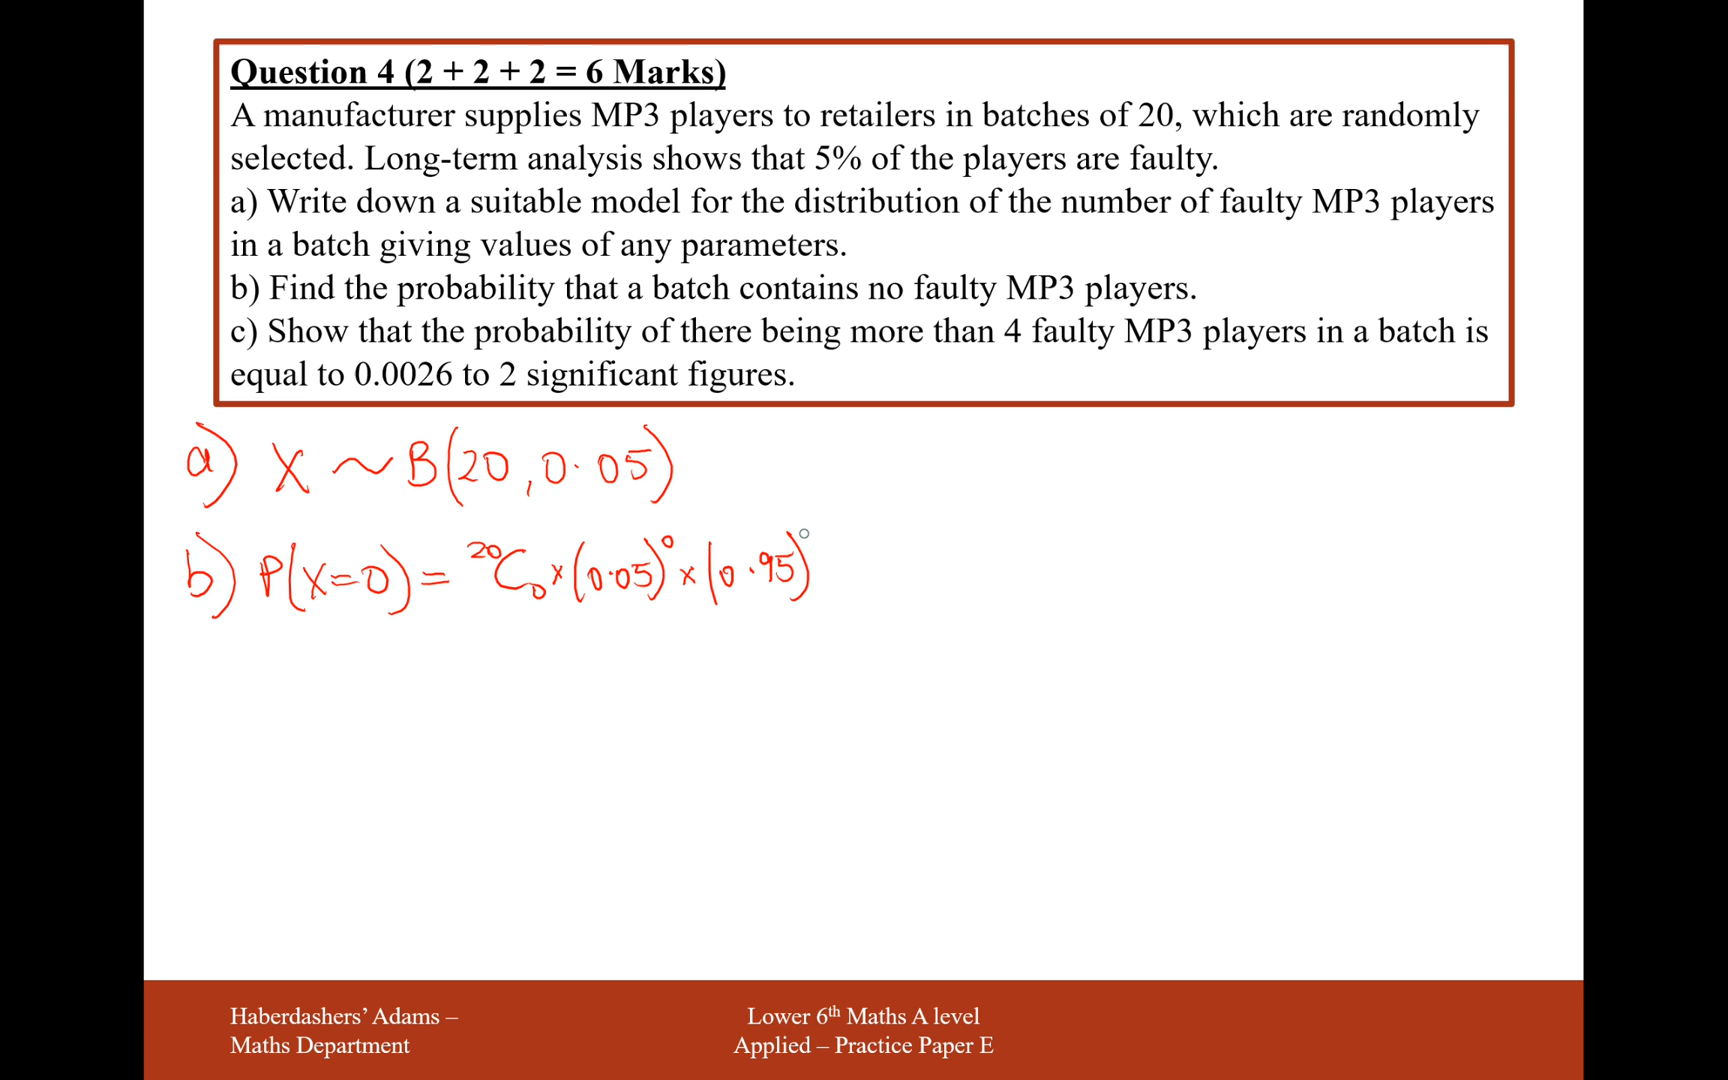 Question 4 (2 + 2 + 2 = 6 Marks)
A manufacturer supplies MP3 players to retailers in batches of 20, which are randomly
selected. Long-term analysis shows that 5% of the players are faulty.
a) Write down a suitable model for the distribution of the number of faulty MP3 players
in a batch giving values of any parameters.
b) Find the probability that a batch contains no faulty MP3 players.
c) Show that the probability of there being more than 4 faulty MP3 players in a batch is
equal to 0.0026 to 2 significant figures.
a) X ~ B(20, 0.05)
b) P(X=0) = ²⁰C₀ × (0.05)⁰ × (0.95)
Haberdashers’ Adams –
Maths Department
Lower 6th Maths A level
Applied – Practice Paper E